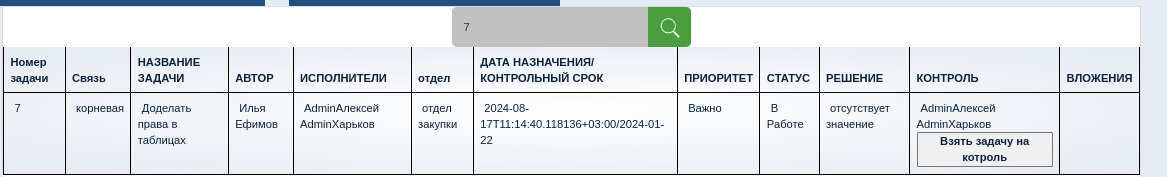 7
Номер задачи
Связь
НАЗВАНИЕ ЗАДАЧИ
АВТОР
ИСПОЛНИТЕЛИ
отдел
ДАТА НАЗНАЧЕНИЯ/ КОНТРОЛЬНЫЙ СРОК
ПРИОРИТЕТ
СТАТУС
РЕШЕНИЕ
КОНТРОЛЬ
ВЛОЖЕНИЯ
7
корневая
Доделать
права в
таблицах
Илья
Ефимов
AdminАлексей
AdminХарьков
отдел
закупки
2024-08-
17T11:14:40.118136+03:00/2024-01-
22
Важно
В
Работе
отсутствует
значение
AdminАлексей
AdminХарьков
Взять задачу на
котроль